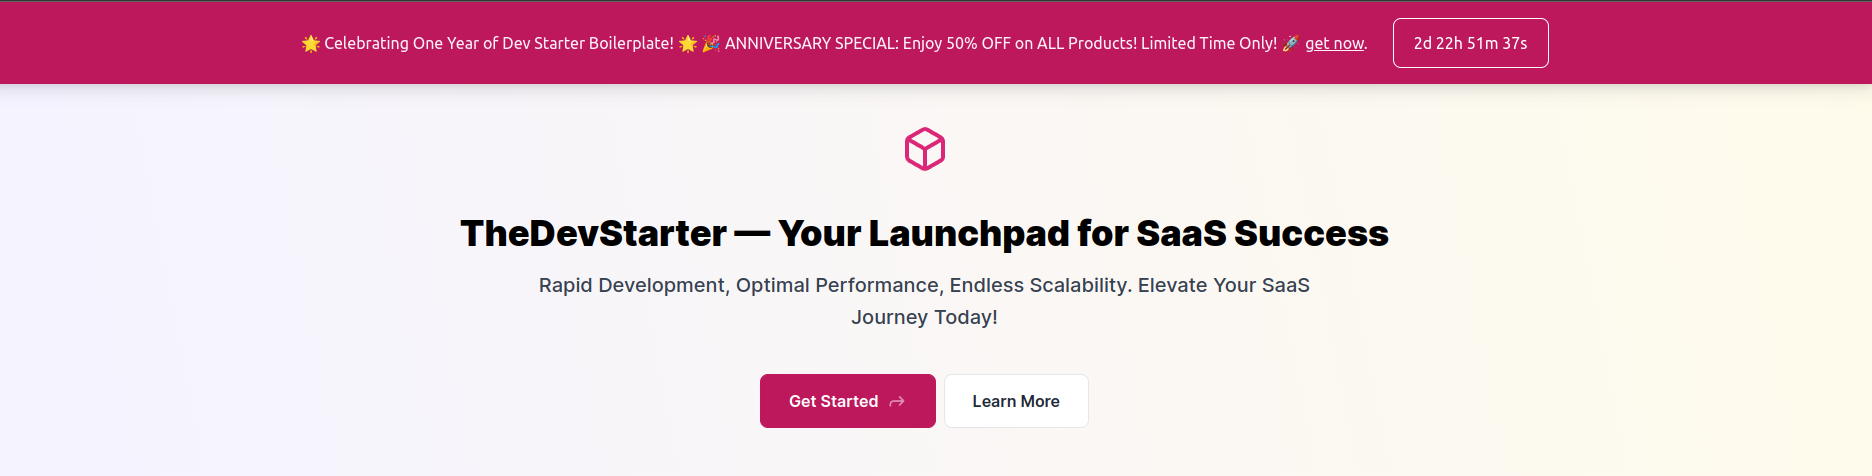 🌟 Celebrating One Year of Dev Starter Boilerplate! 🌟 🎉 ANNIVERSARY SPECIAL: Enjoy 50% OFF on ALL Products! Limited Time Only! 🚀 get now.
2d 22h 51m 37s
TheDevStarter — Your Launchpad for SaaS Success
Rapid Development, Optimal Performance, Endless Scalability. Elevate Your SaaS
Journey Today!
Get Started
Learn More